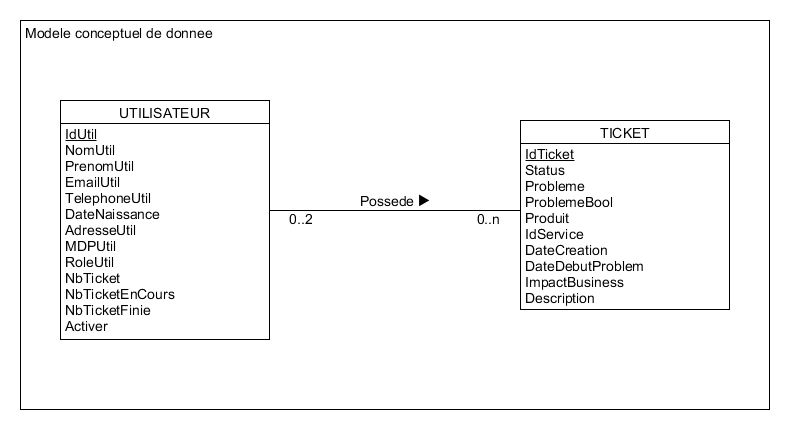 Modele conceptuel de donnee
UTILISATEUR
IdUtil
NomUtil
PrenomUtil
EmailUtil
TelephoneUtil
DateNaissance
AdresseUtil
MDPUtil
RoleUtil
NbTicket
NbTicketEnCours
NbTicketFinie
Activer
Possede
0..2
0..n
TICKET
IdTicket
Status
Probleme
ProblemeBool
Produit
IdService
DateCreation
DateDebutProblem
ImpactBusiness
Description